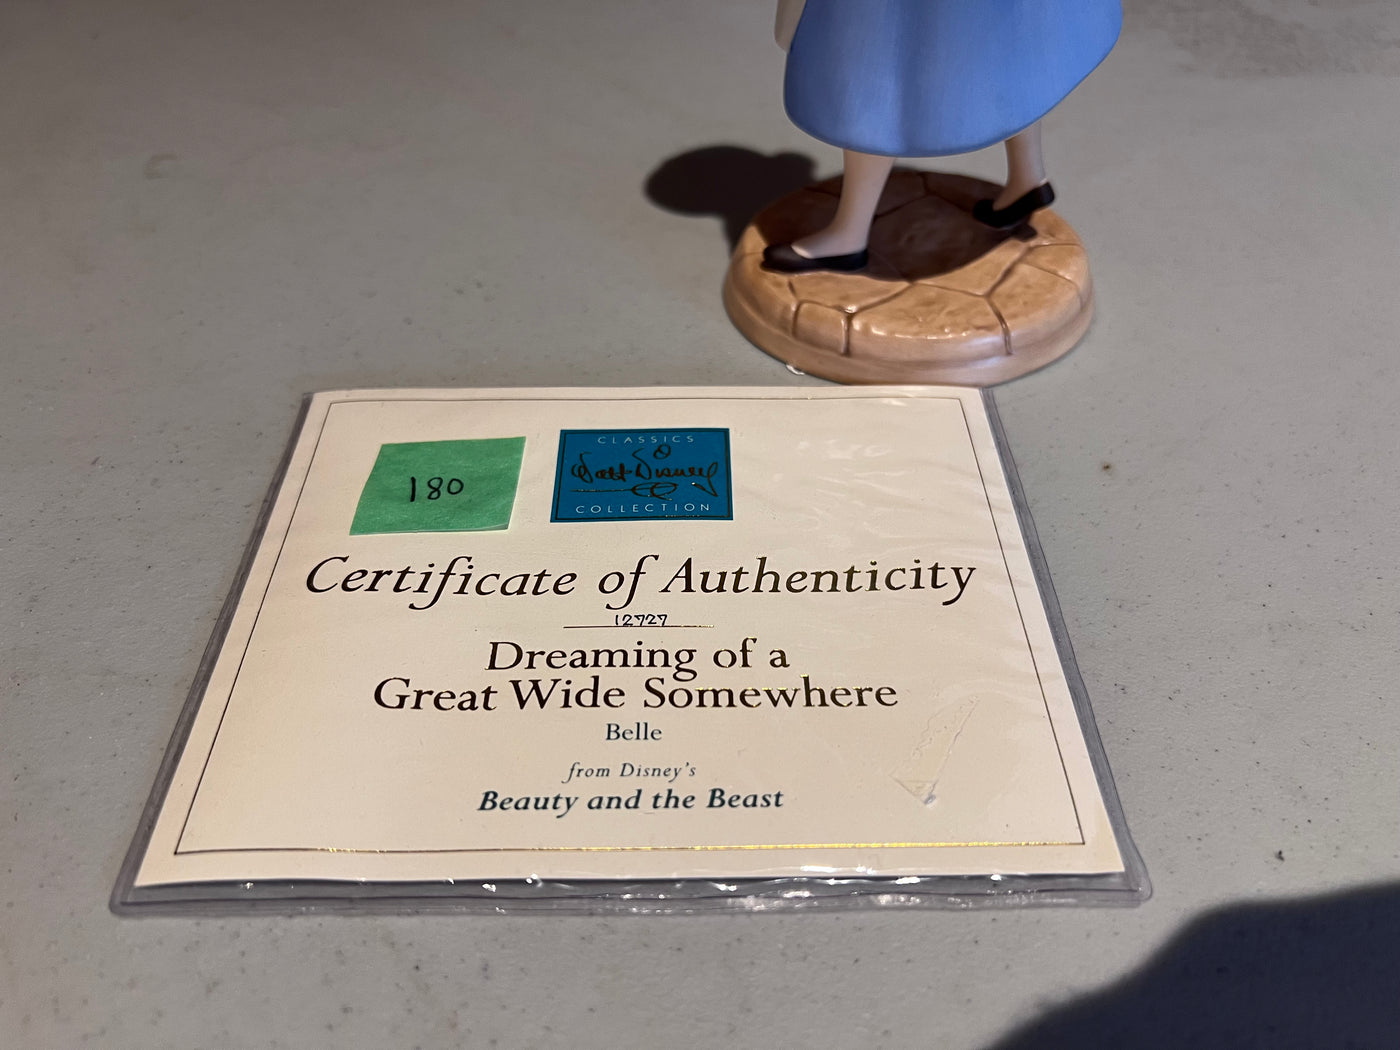 180
CLASSICS
Walt Disney
COLLECTION
Certificate of Authenticity
12727
Dreaming of a
Great Wide Somewhere
Belle
from Disney's
Beauty and the Beast